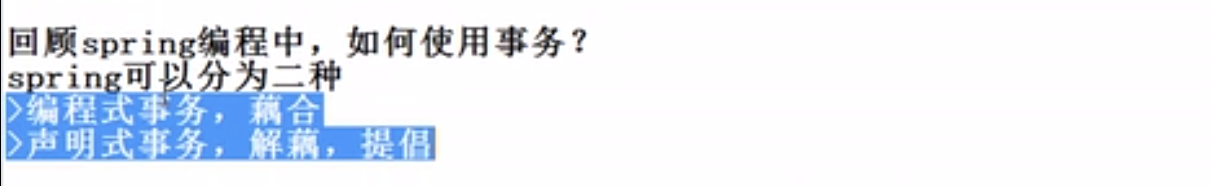 回顾spring编程中，如何使用事务？
spring可以分为二种
>编程式事务，藕合
>声明式事务，解藕，提倡